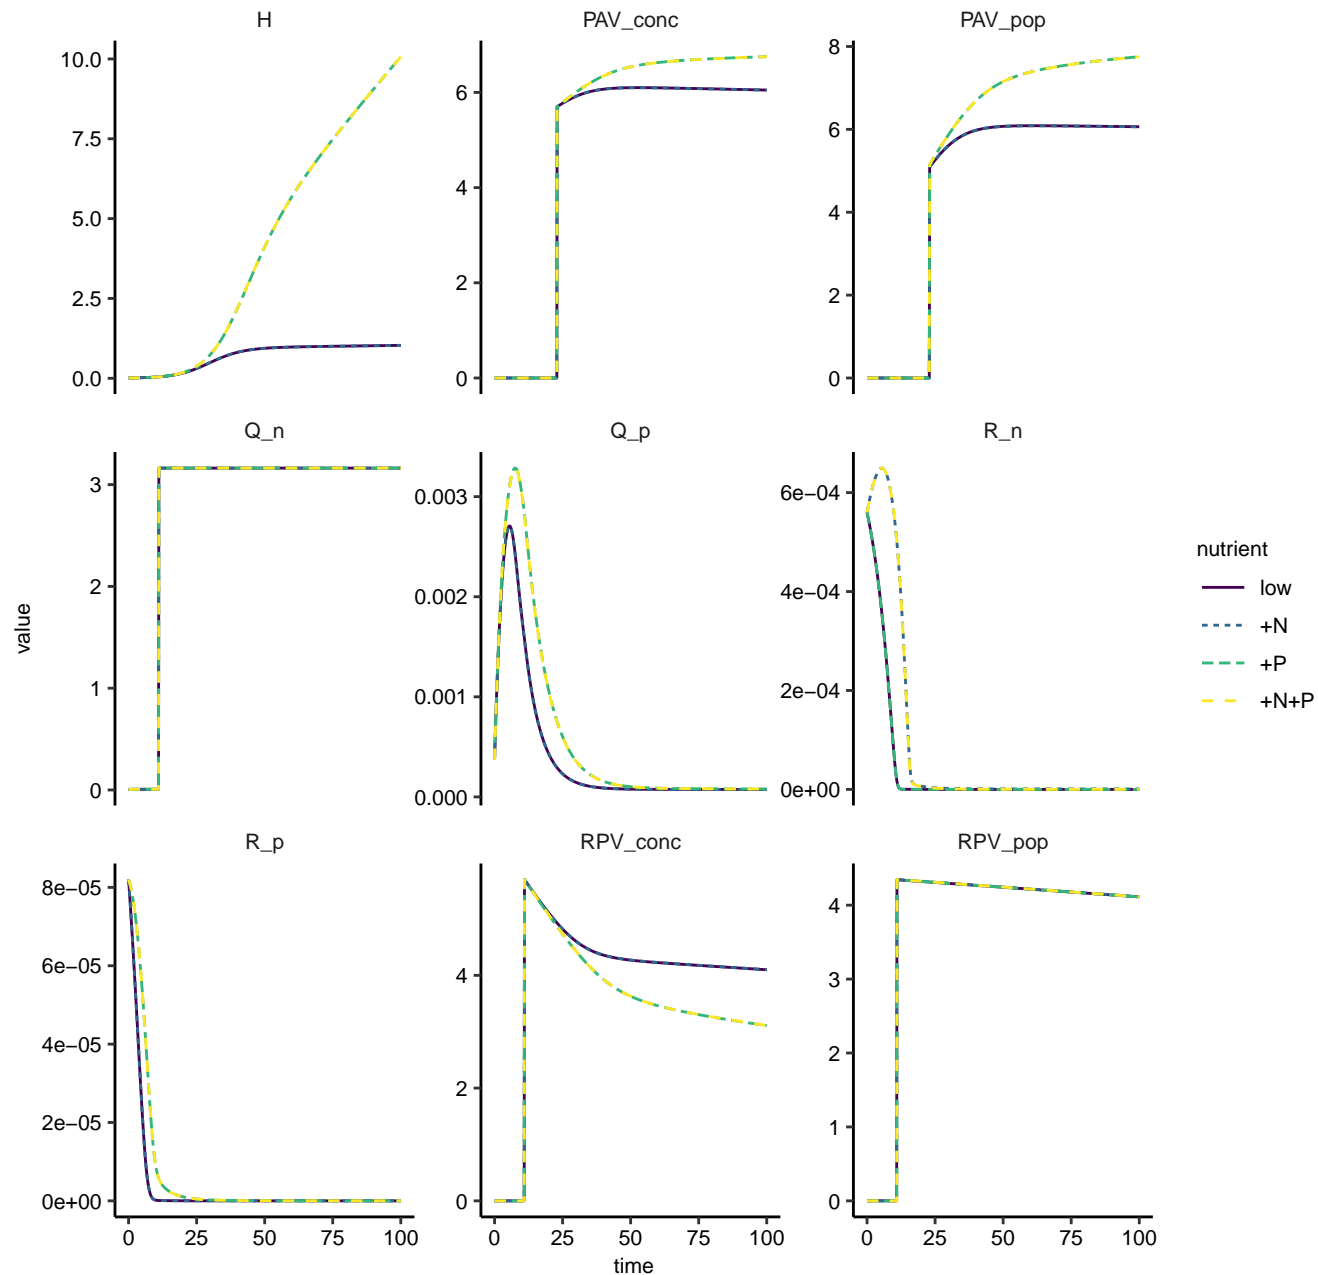 H
PAV_conc
PAV_pop
10.0
7.5
5.0
2.5
0.0
6
4
2
0
8
6
4
2
0
Q_n
Q_p
R_n
3
2
1
0
0.003
0.002
0.001
0.000
6e−04
4e−04
2e−04
0e+00
R_p
RPV_conc
RPV_pop
8e−05
6e−05
4e−05
2e−05
0e+00
4
2
0
4
3
2
1
0
0 25 50 75 100
0 25 50 75 100
0 25 50 75 100
time
value
nutrient
low
+N
+P
+N+P